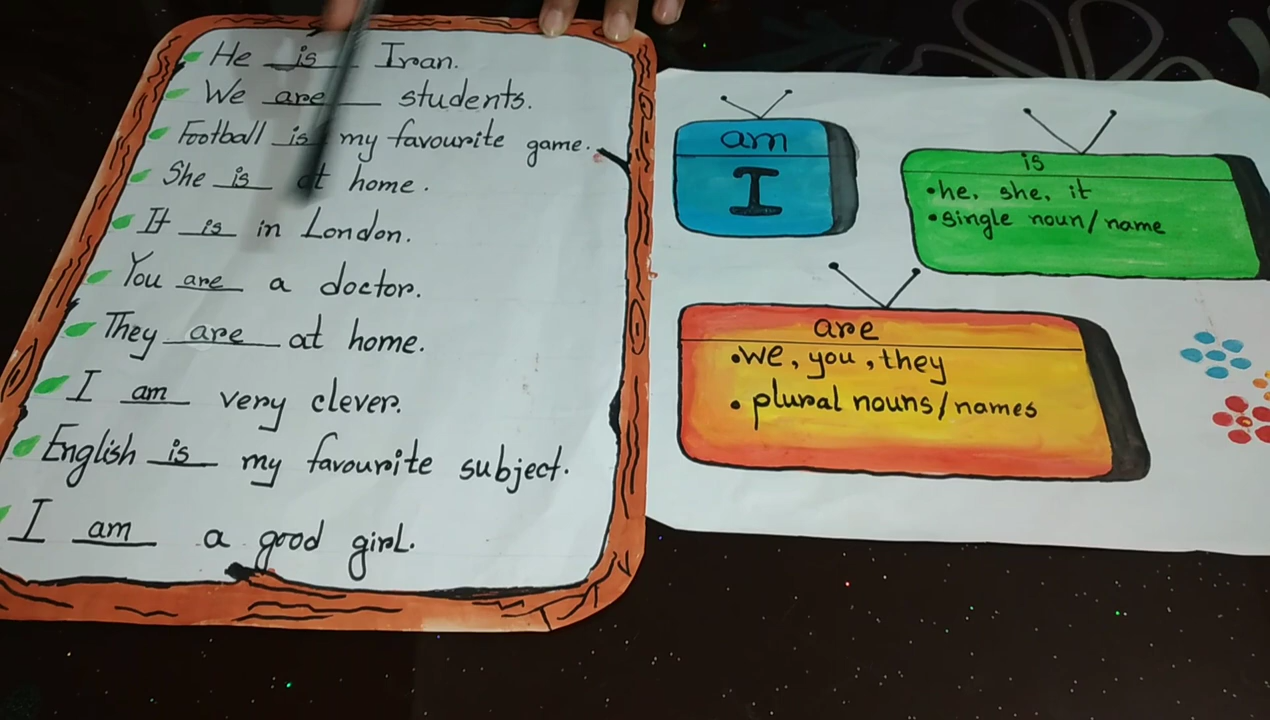 He is Iran.
We are students.
Football is my favourite game.
She is at home.
It is in London.
You are a doctor.
They are at home.
I am very clever.
English is my favourite subject.
I am a good girl.
am
I
is
•he, she, it
•single noun/name
are
•we, you, they
• plural nouns/names